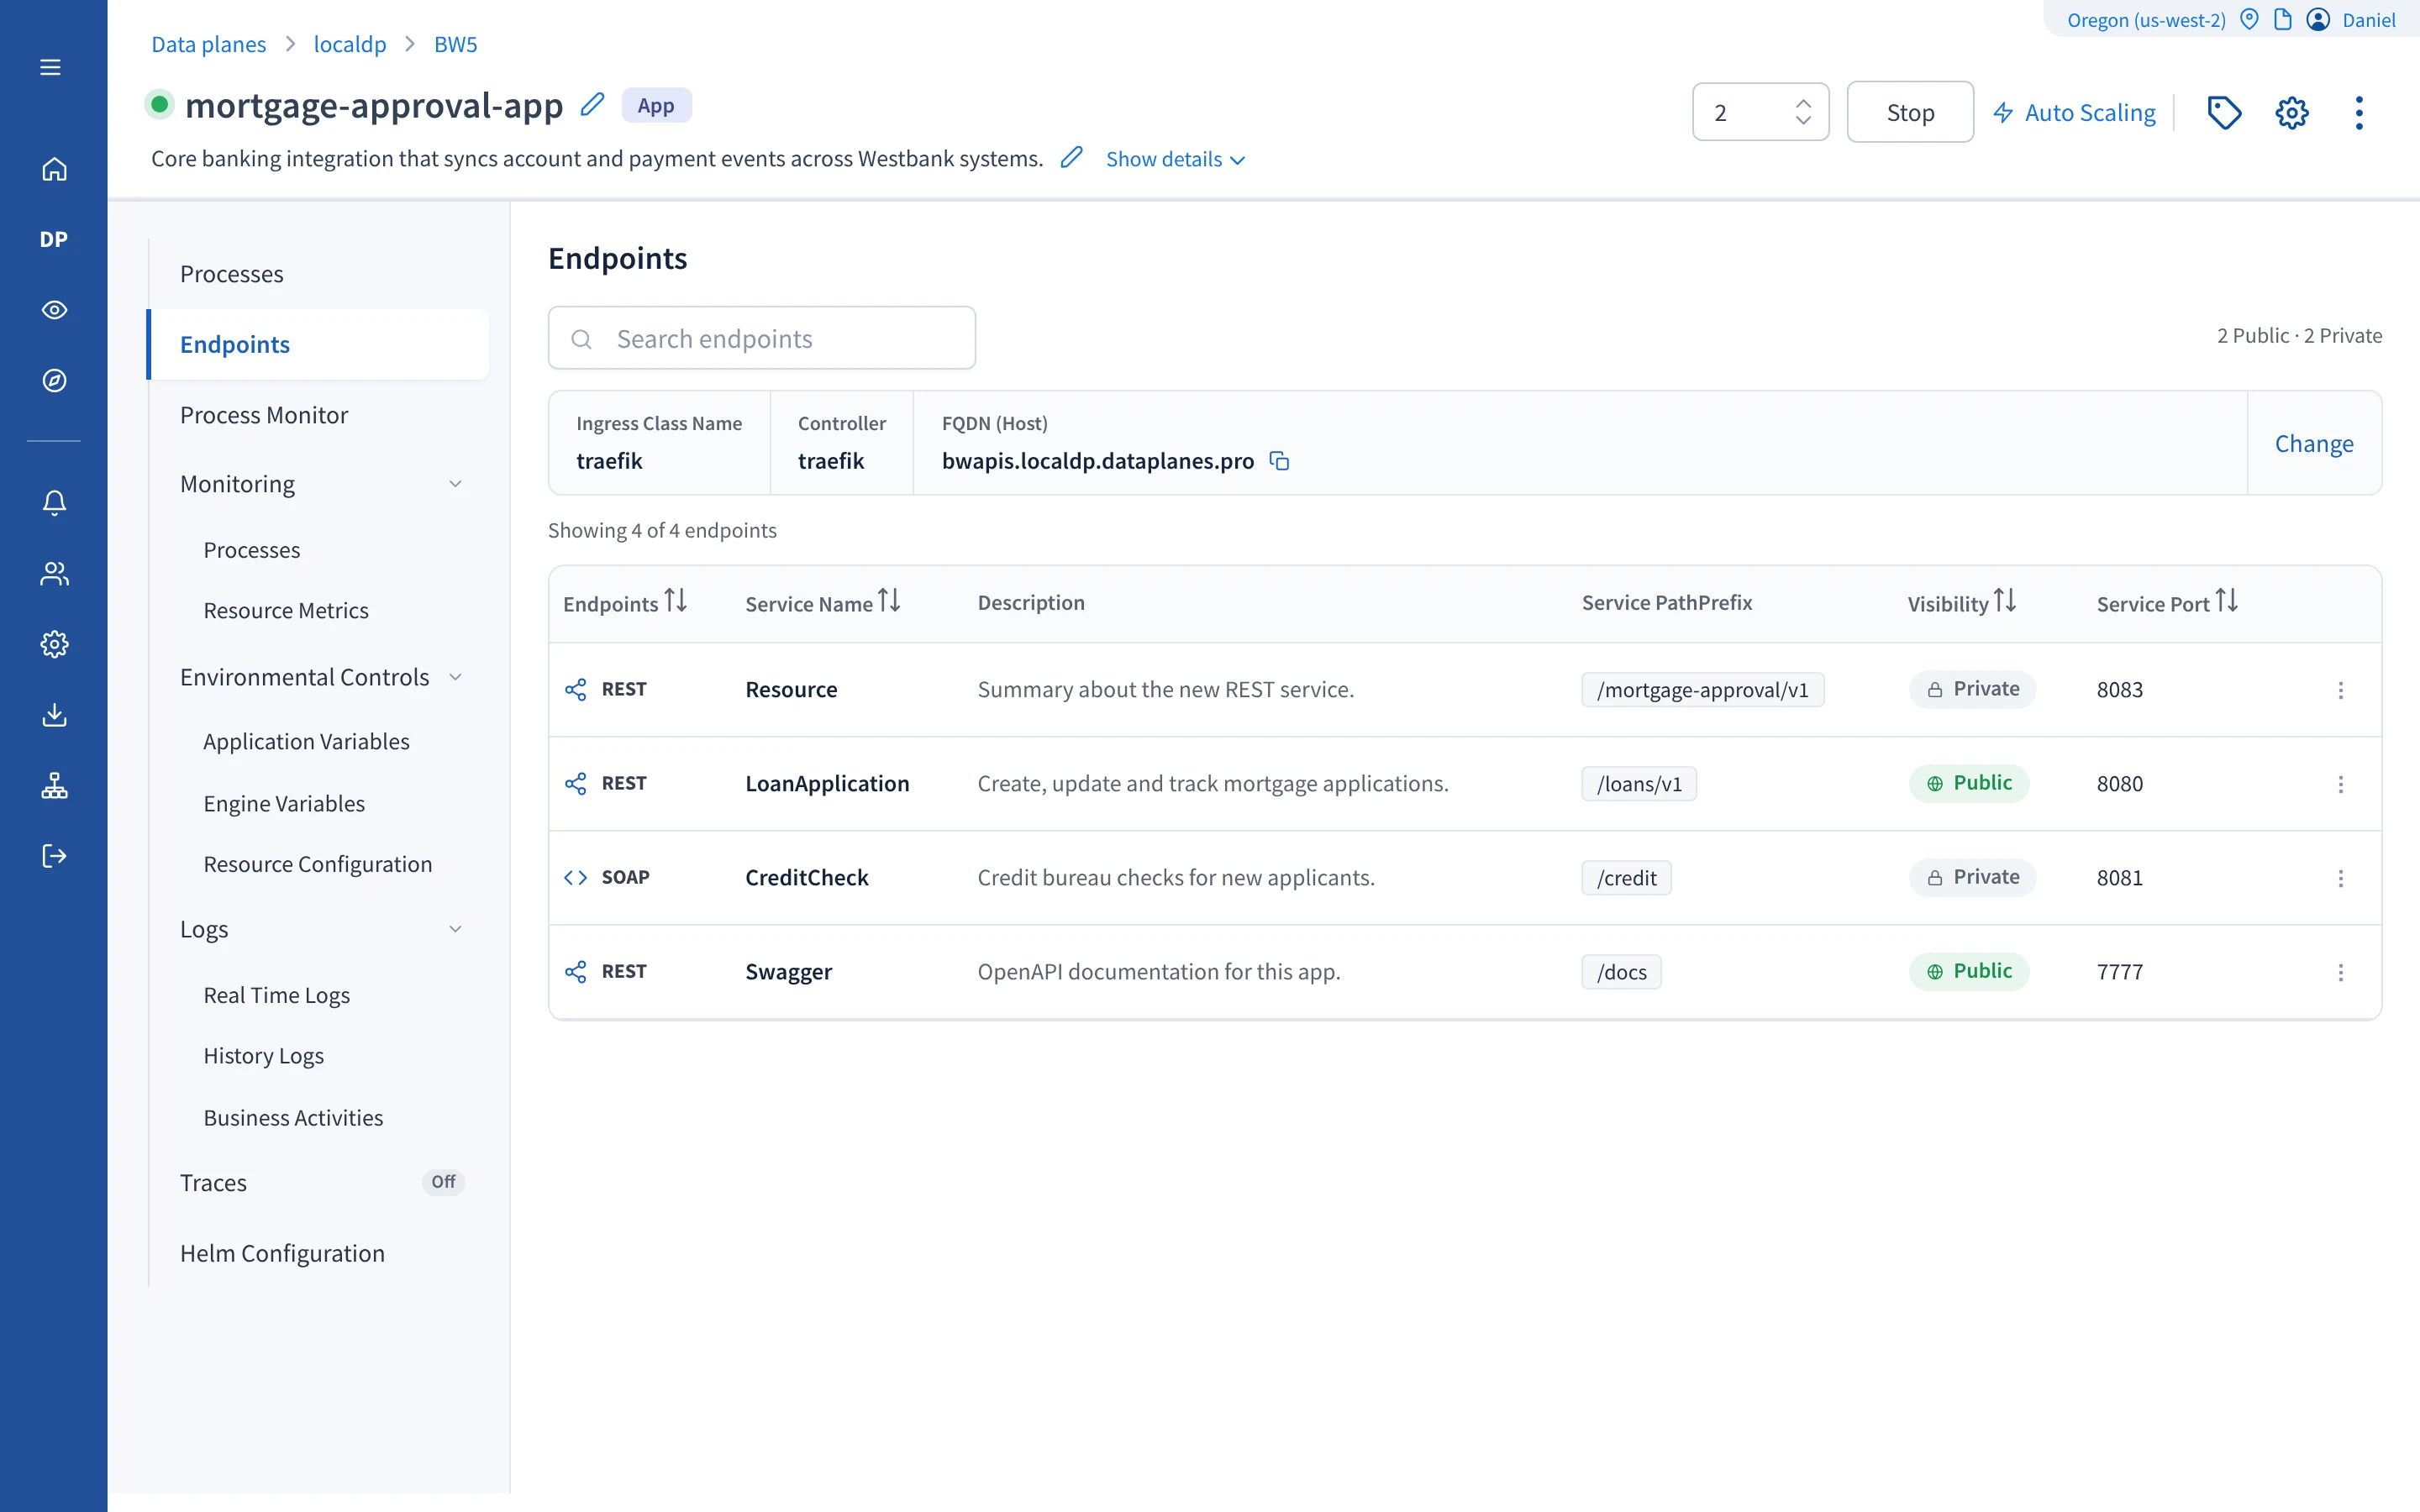 Oregon (us-west-2) Daniel
Data planes > localdp > BW5
mortgage-approval-app App
2 Stop Auto Scaling
Core banking integration that syncs account and payment events across Westbank systems. Show details
DP
Processes
Endpoints
Process Monitor
Monitoring
Processes
Resource Metrics
Environmental Controls
Application Variables
Engine Variables
Resource Configuration
Logs
Real Time Logs
History Logs
Business Activities
Traces Off
Helm Configuration
Endpoints
Search endpoints
2 Public · 2 Private
Ingress Class Name Controller FQDN (Host)
traefik traefik bwapis.localdp.dataplanes.pro
Change
Showing 4 of 4 endpoints
Endpoints Service Name Description Service PathPrefix Visibility Service Port
REST Resource Summary about the new REST service. /mortgage-approval/v1 Private 8083
REST LoanApplication Create, update and track mortgage applications. /loans/v1 Public 8080
SOAP CreditCheck Credit bureau checks for new applicants. /credit Private 8081
REST Swagger OpenAPI documentation for this app. /docs Public 7777